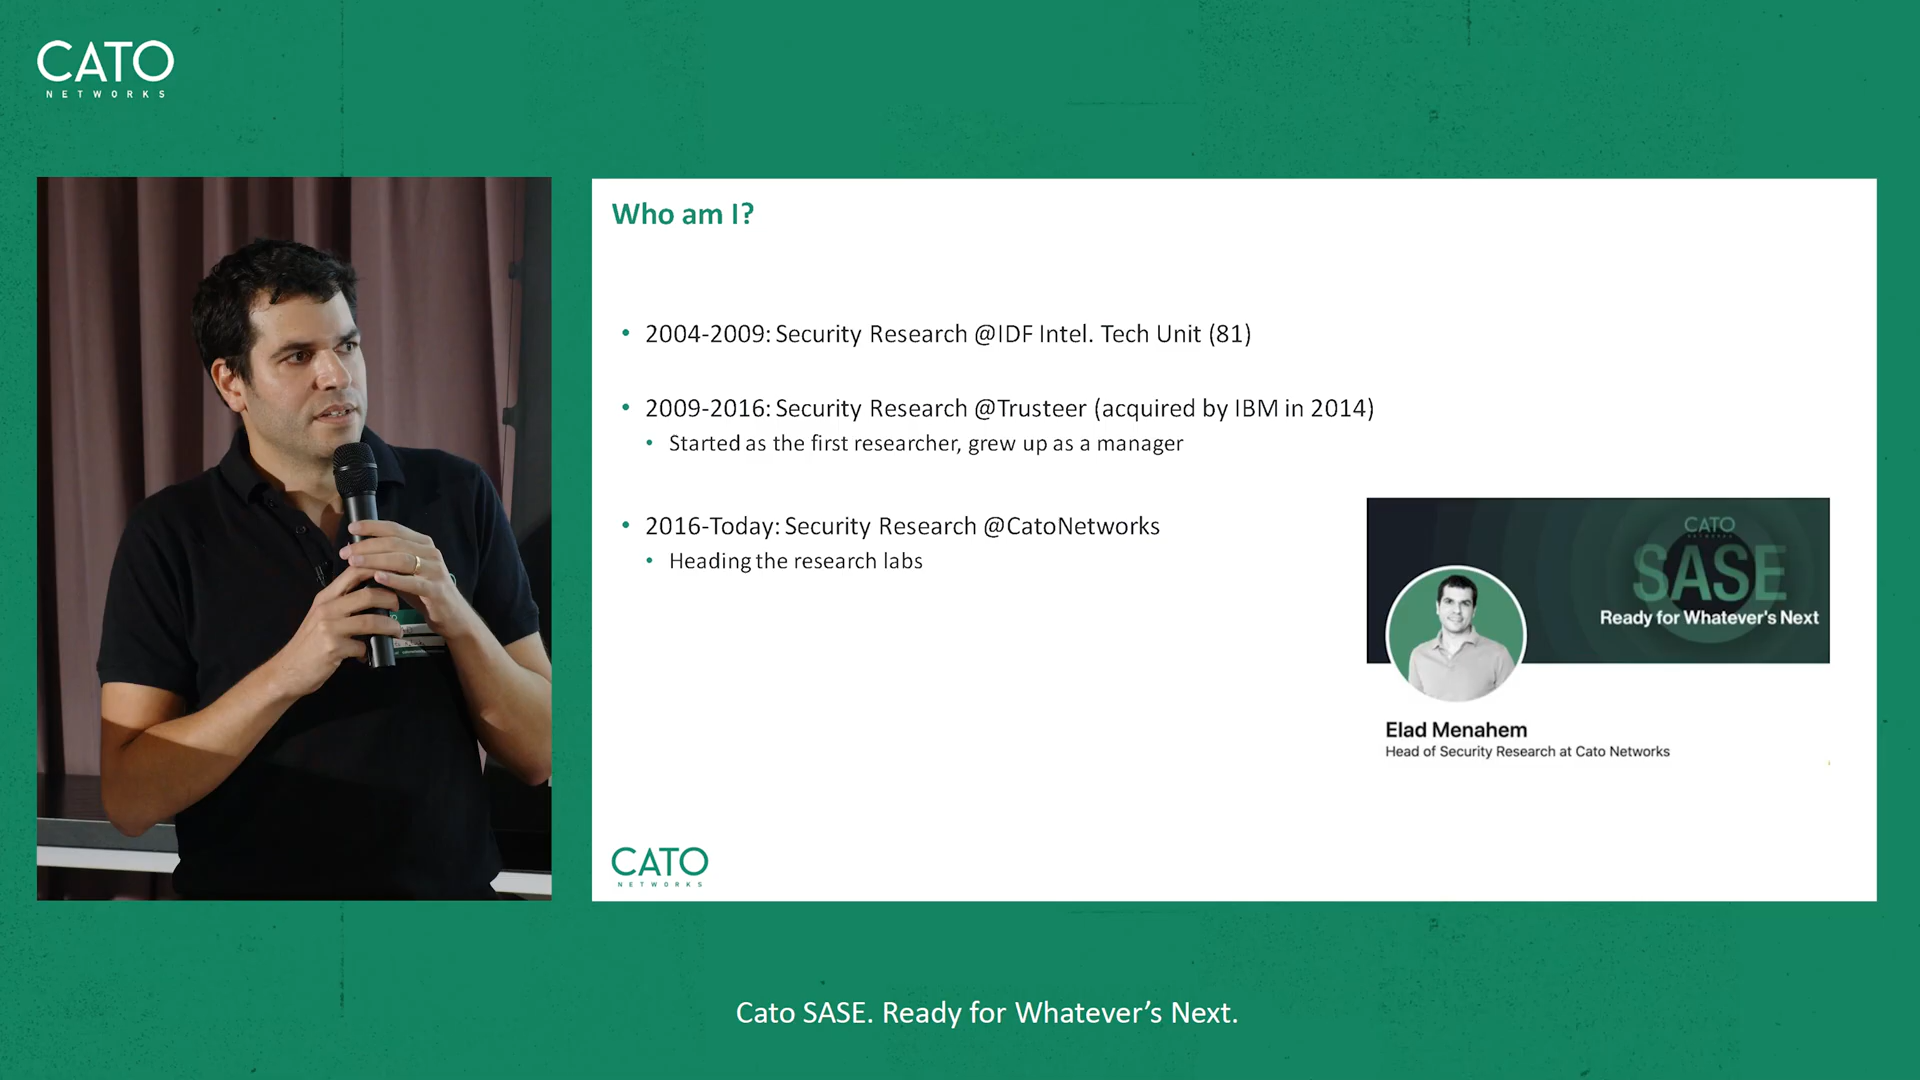 CATO
NETWORKS
Who am I?
• 2004-2009: Security Research @IDF Intel. Tech Unit (81)
• 2009-2016: Security Research @Trusteer (acquired by IBM in 2014)
• Started as the first researcher, grew up as a manager
• 2016-Today: Security Research @CatoNetworks
• Heading the research labs
CATO
NETWORKS
SASE
Ready for Whatever's Next
Elad Menahem
Head of Security Research at Cato Networks
CATO
NETWORKS
Cato SASE. Ready for Whatever’s Next.